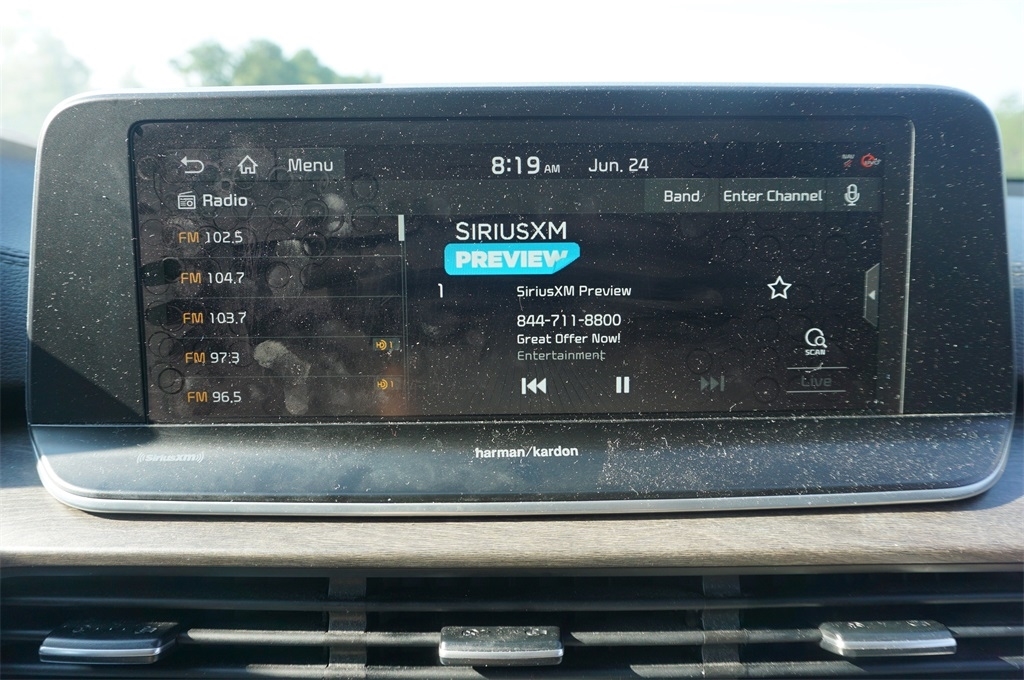 Menu 8:19 AM Jun. 24
Radio Band Enter Channel
FM 102.5
FM 104.7
FM 103.7
FM 97.3
FM 96.5
SIRIUSXM
PREVIEW
1 SiriusXM Preview
844-711-8800
Great Offer Now!
Entertainment
SCAN
Live
SiriusXM
harman/kardon